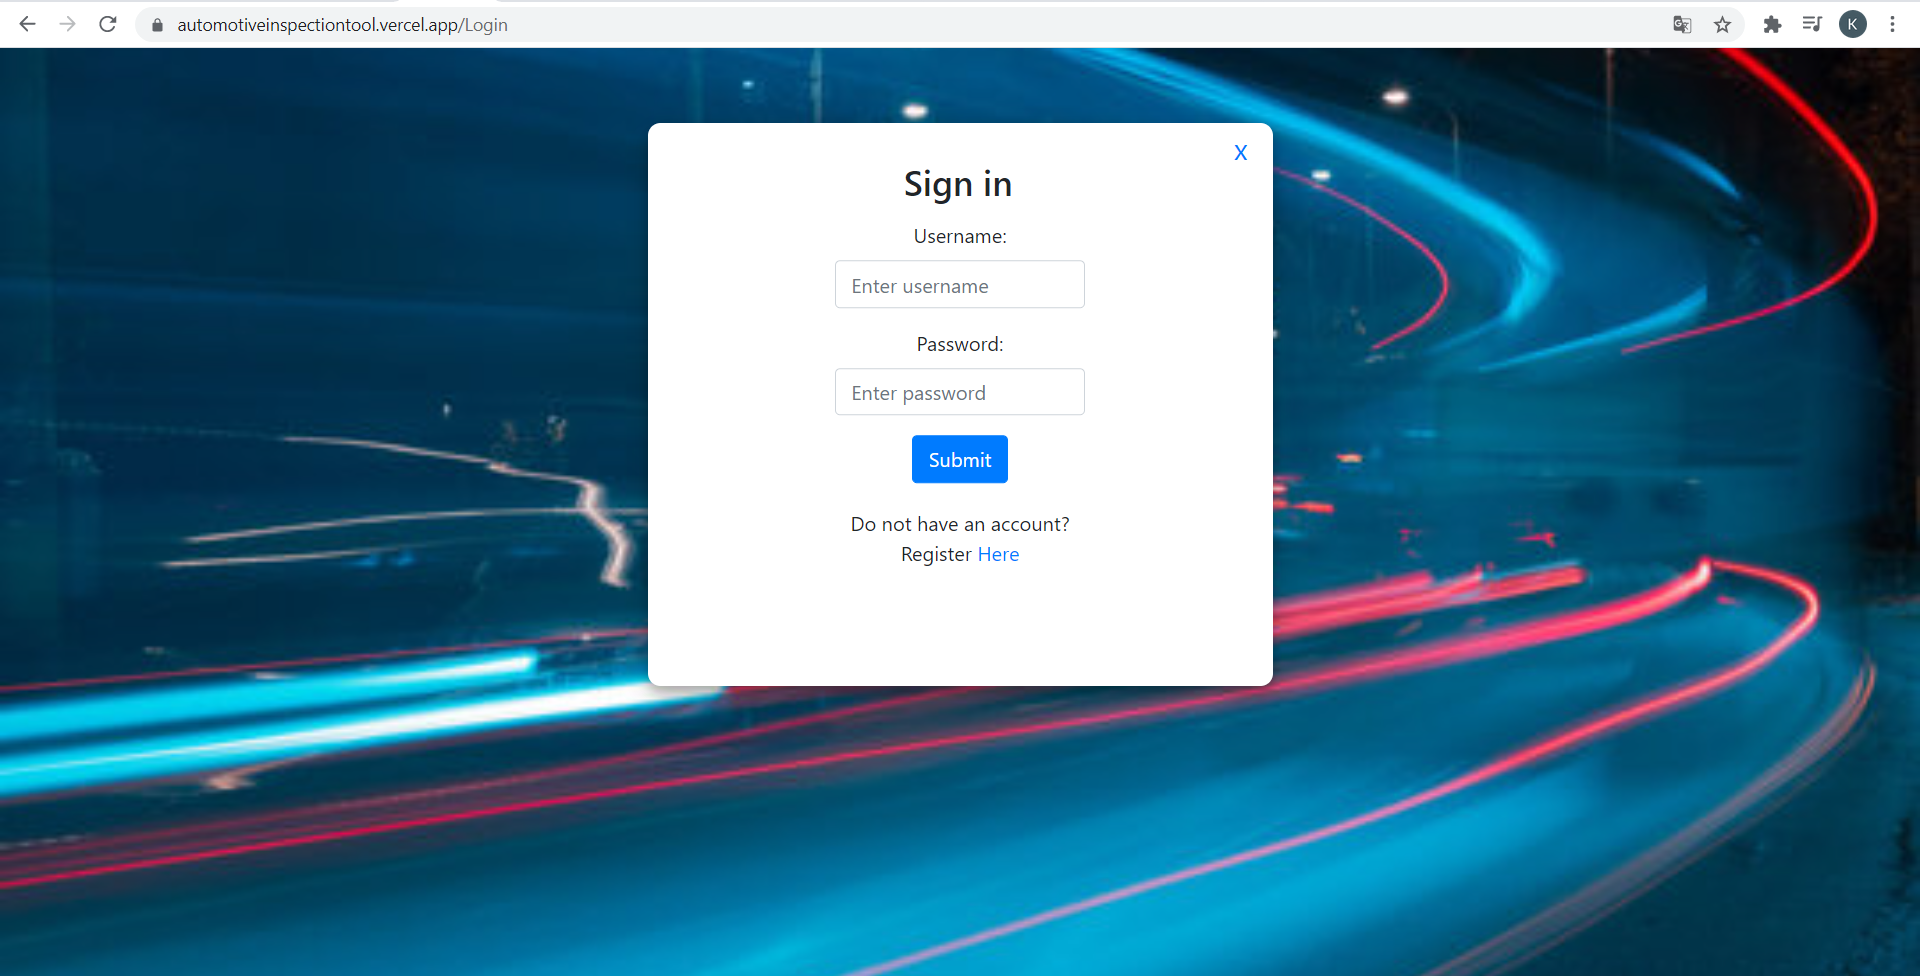 automotiveinspectiontool.vercel.app/Login
K
X
Sign in
Username:
Enter username
Password:
Enter password
Submit
Do not have an account?
Register Here